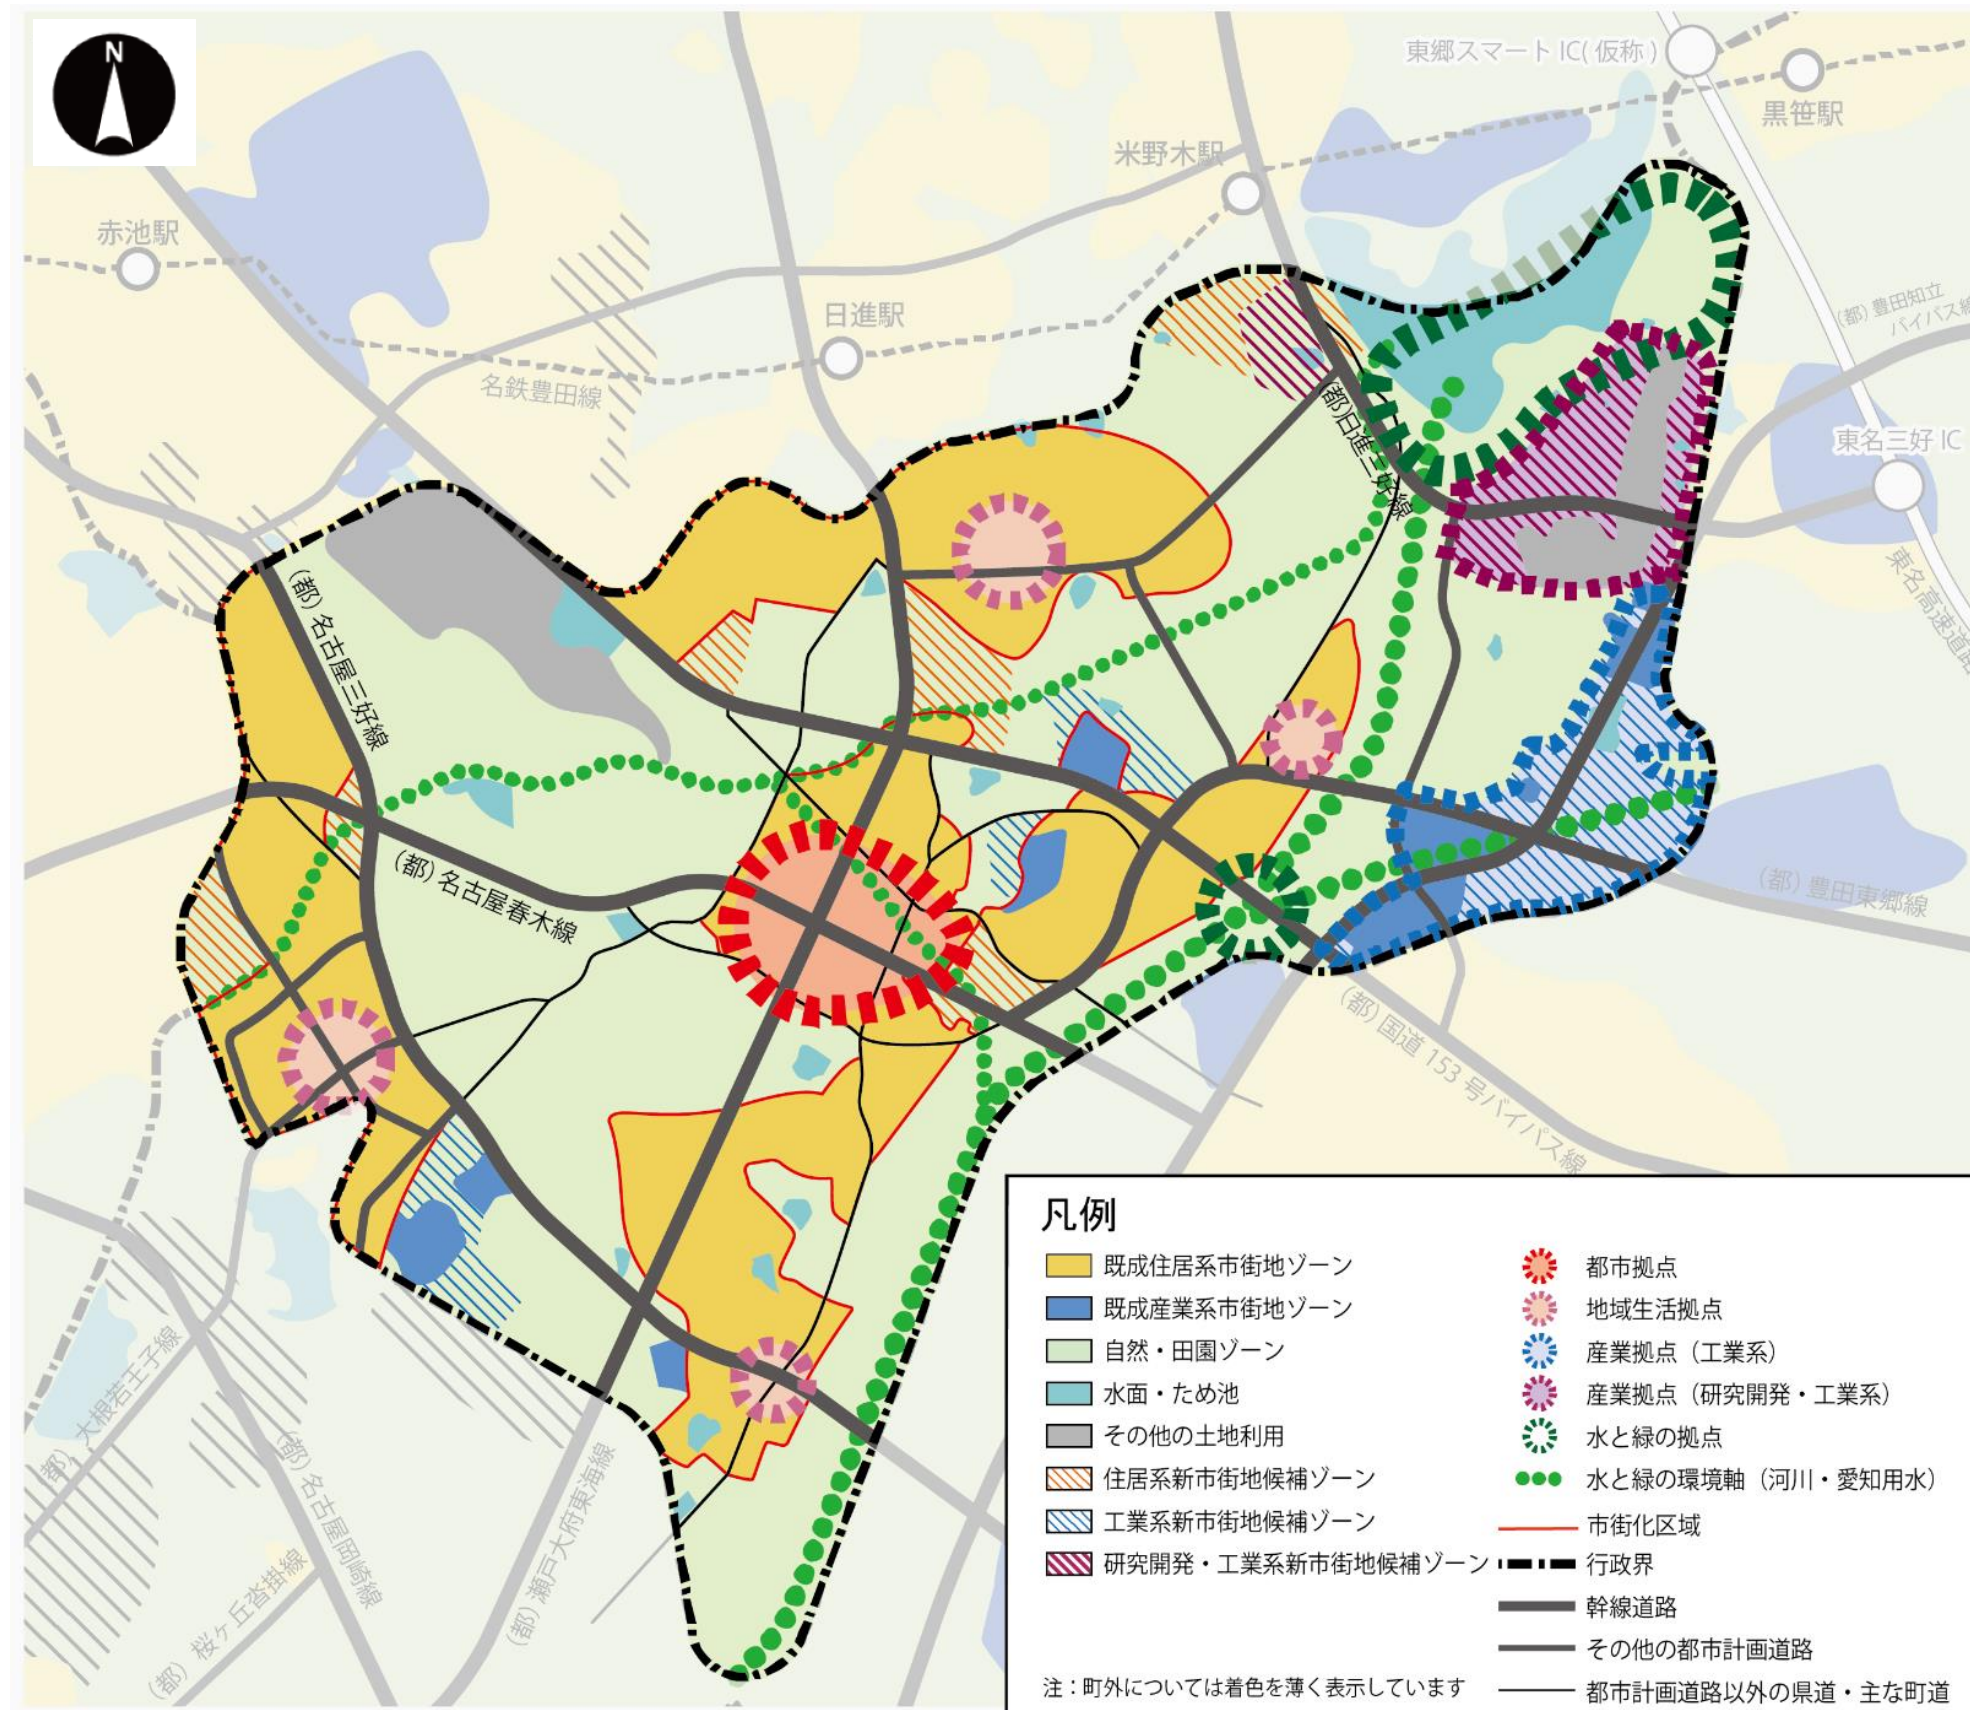 N
東郷スマートIC(仮称)
黒笹駅
米野木駅
赤池駅
日進駅
(都)豊田知立
バイパス線
名鉄豊田線
(都)日進三好線
東名三好IC
東名高速道路
(都)名古屋三好線
(都)名古屋春木線
(都)豊田東郷線
(都)国道153号バイパス線
(都)大根若王子線
(都)名古屋岡崎線
(都)瀬戸大府東海線
(都)桜ヶ丘沓掛線
凡例
既成住居系市街地ゾーン
既成産業系市街地ゾーン
自然・田園ゾーン
水面・ため池
その他の土地利用
住居系新市街地候補ゾーン
工業系新市街地候補ゾーン
研究開発・工業系新市街地候補ゾーン
都市拠点
地域生活拠点
産業拠点(工業系)
産業拠点(研究開発・工業系)
水と緑の拠点
水と緑の環境軸(河川・愛知用水)
市街化区域
行政界
幹線道路
その他の都市計画道路
都市計画道路以外の県道・主な町道
注:町外については着色を薄く表示しています